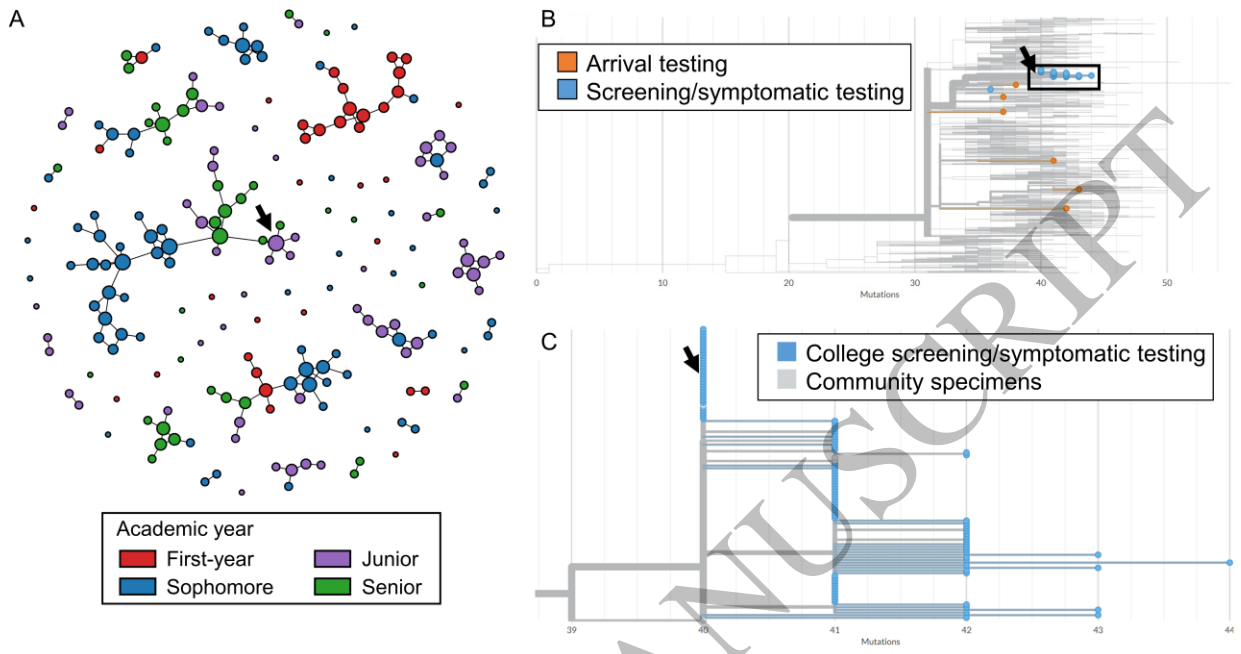 A
Academic year
First-year
Junior
Sophomore
Senior
B
Arrival testing
Screening/symptomatic testing
0
10
20
30
40
50
Mutations
C
College screening/symptomatic testing
Community specimens
39
40
41
42
43
44
Mutations
MANUSCRIPT